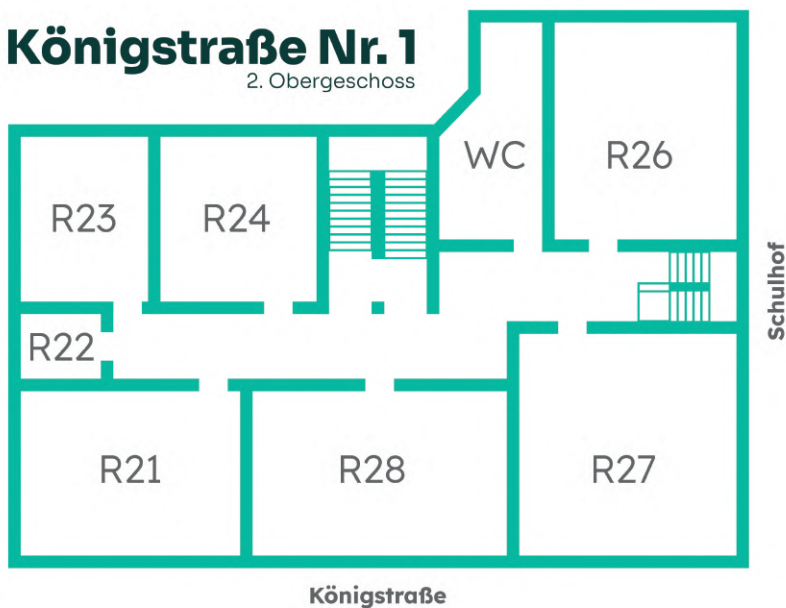 Königstraße Nr. 1
2. Obergeschoss
WC
R26
R23
R24
Schulhof
R22
R21
R28
R27
Königstraße